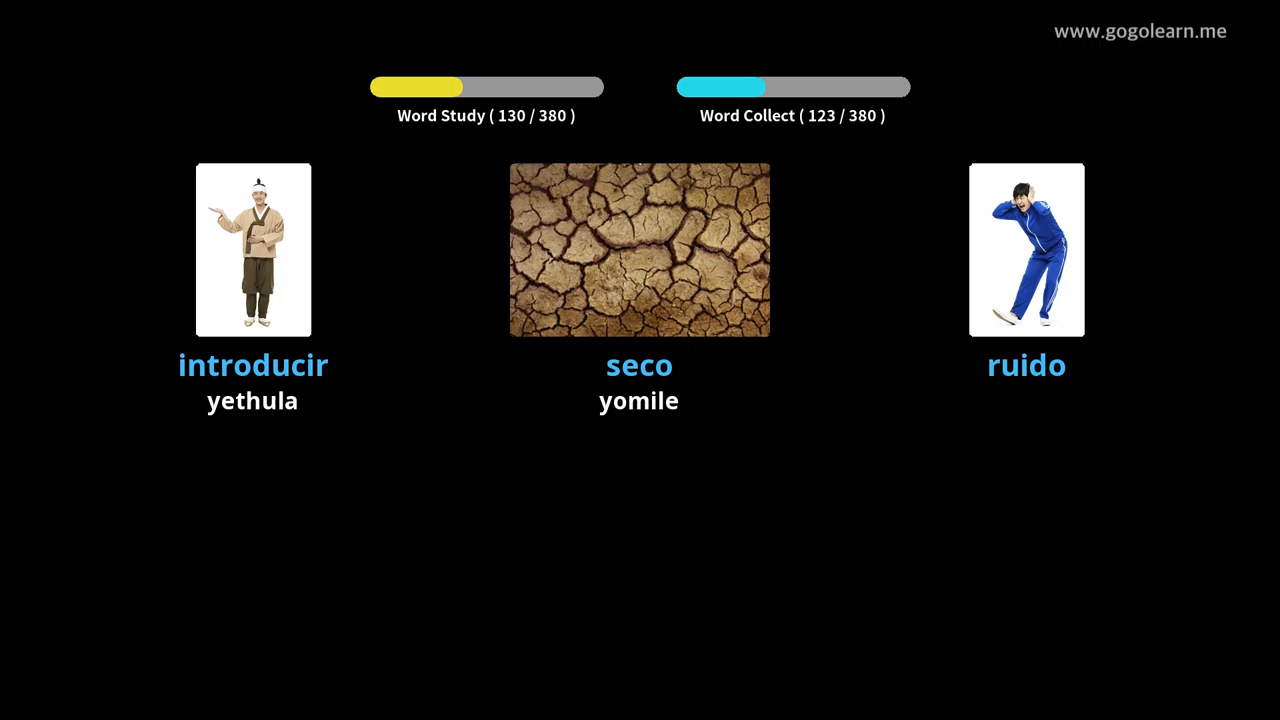 www.gogolearn.me
Word Study ( 130 / 380 )
Word Collect ( 123 / 380 )
introducir
yethula
seco
yomile
ruido